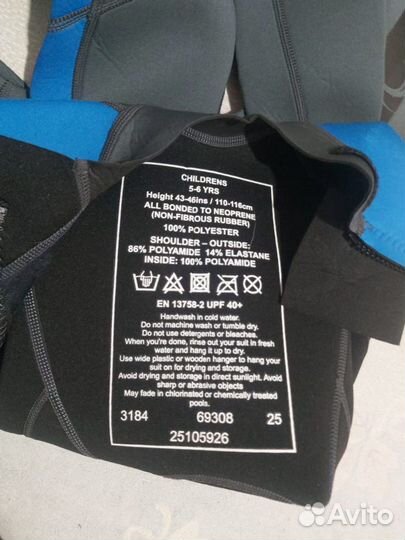 CHILDRENS
5-6 YRS
Height 43-46ins / 110-116cm
ALL BONDED TO NEOPRENE
(NON-FIBROUS RUBBER)
100% POLYESTER
SHOULDER – OUTSIDE:
86% POLYAMIDE 14% ELASTANE
INSIDE: 100% POLYAMIDE
EN 13758-2 UPF 40+
Handwash in cold water.
Do not machine wash or tumble dry.
Do not use detergents or bleaches.
When you're done, rinse out your suit in fresh
water and hang it up to dry.
Use wide plastic or wooden hanger to hang your
suit on to avoid stretching.
Avoid drying and storage in direct sunlight. Avoid
sharp or abrasive objects
May fade in chlorinated or chemically treated
pools.
3184 69308 25
25105926
Avito